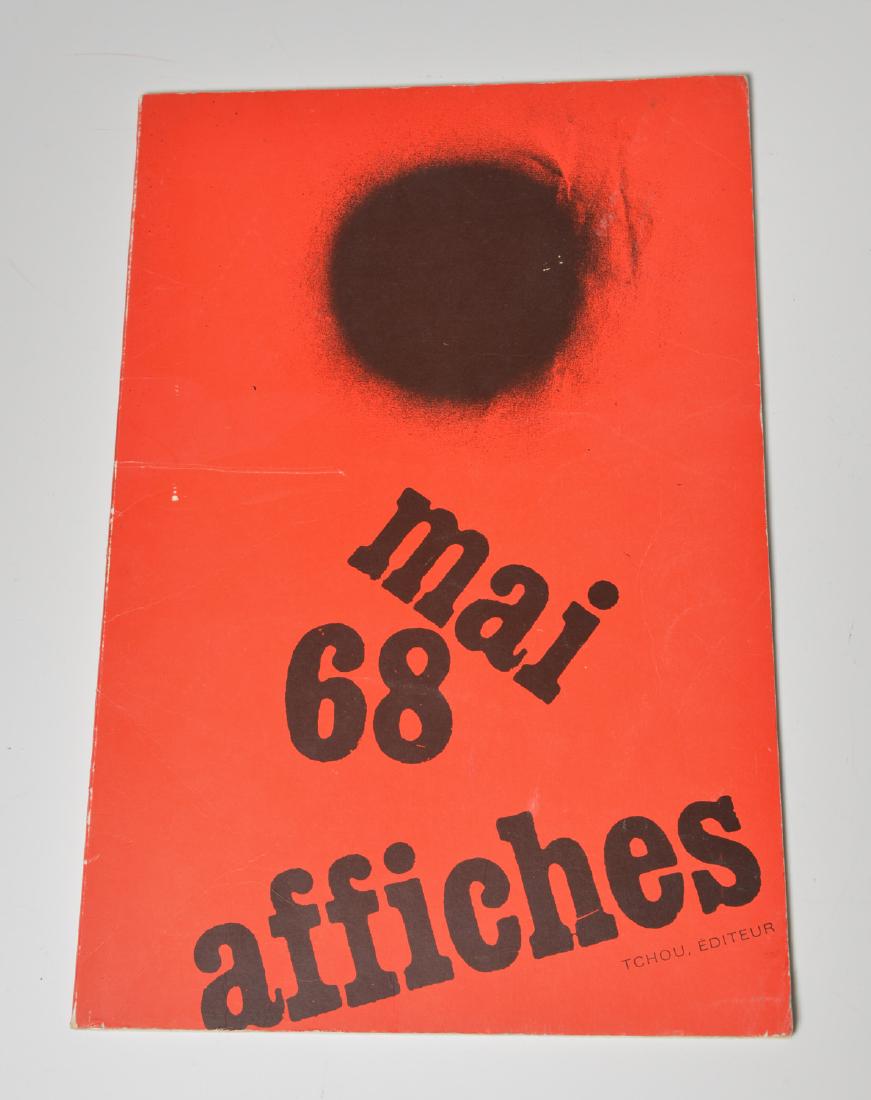 mai
68
affiches
TCHOU, ÉDITEUR